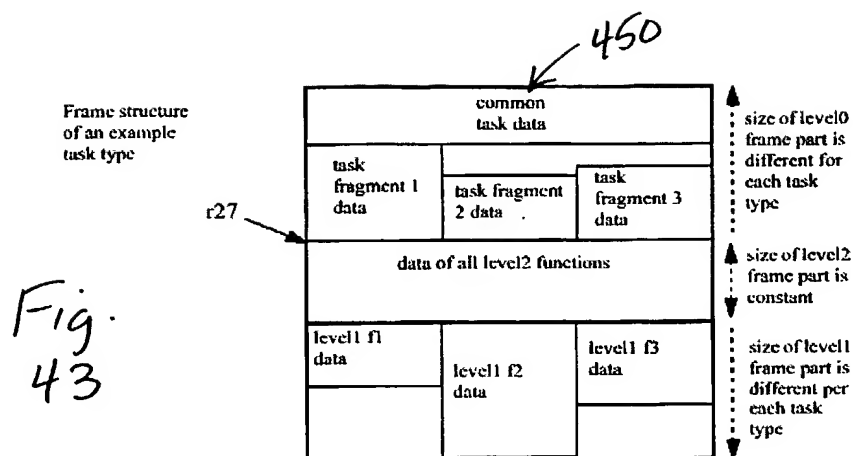 450
Frame structure
of an example
task type
common
task data
size of level0
frame part is
different for
each task
type
task
fragment 1
data
task fragment
2 data
task
fragment 3
data
r27
data of all level2 functions
size of level2
frame part is
constant
Fig.
43
level1 f1
data
level1 f2
data
level1 f3
data
size of level1
frame part is
different per
each task
type